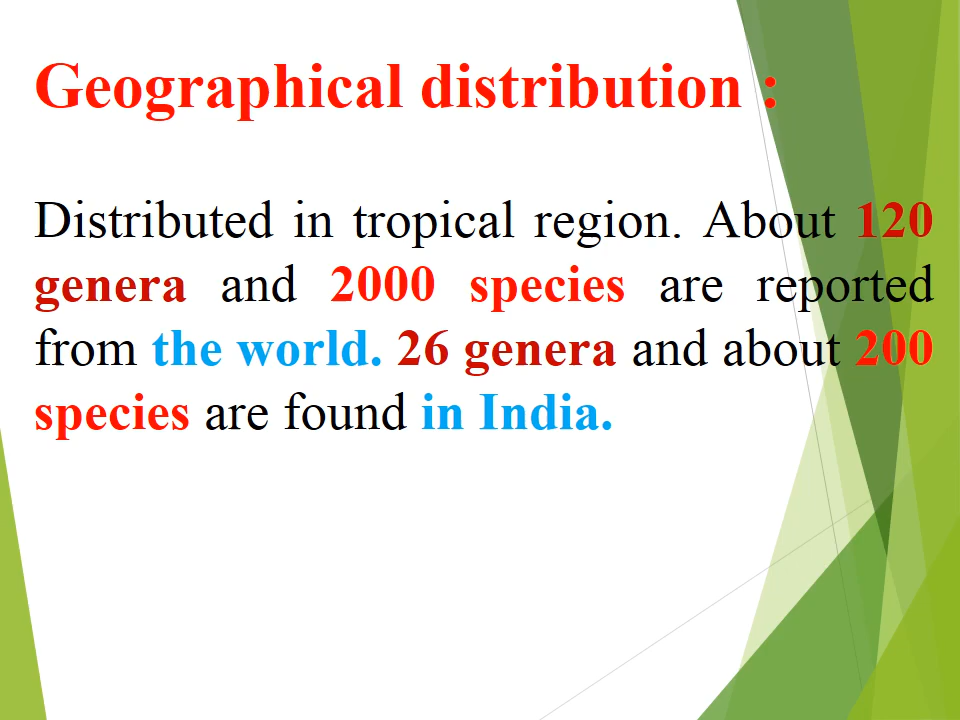 Geographical distribution :
Distributed in tropical region. About 120
genera and 2000 species are reported
from the world. 26 genera and about 200
species are found in India.